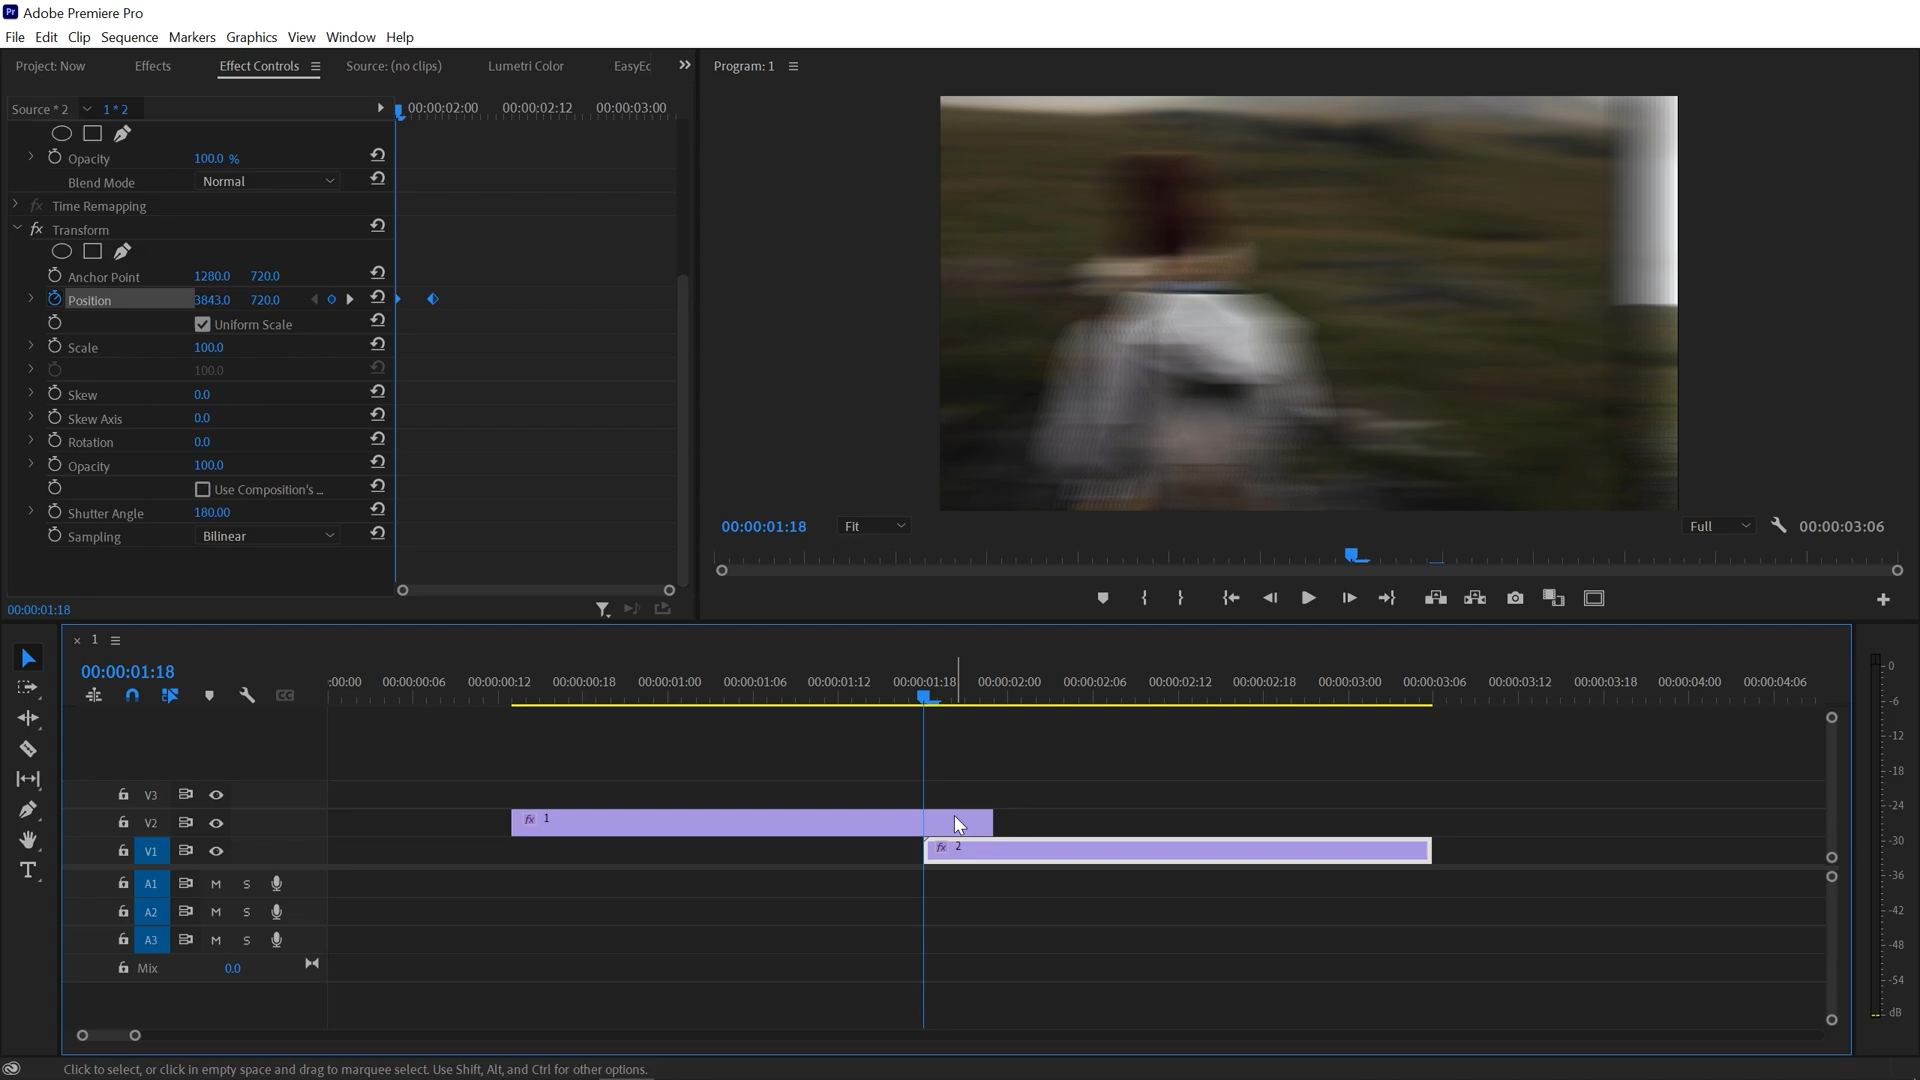 Pr Adobe Premiere Pro
File Edit Clip Sequence Markers Graphics View Window Help
Project: Now Effects Effect Controls Source: (no clips) Lumetri Color EasyEc
Program: 1
Source * 2 1 * 2
00:00:02:00 00:00:02:12 00:00:03:00
Opacity 100.0 %
Blend Mode Normal
fx Time Remapping
fx Transform
Anchor Point 1280.0 720.0
Position 3843.0 720.0
Uniform Scale
Scale 100.0
100.0
Skew 0.0
Skew Axis 0.0
Rotation 0.0
Opacity 100.0
Use Composition's ...
Shutter Angle 180.00
Sampling Bilinear
00:00:01:18
00:00:01:18 Fit Full 00:00:03:06
1
00:00:01:18
:00:00 00:00:00:06 00:00:00:12 00:00:00:18 00:00:01:00 00:00:01:06 00:00:01:12 00:00:01:18 00:00:02:00 00:00:02:06 00:00:02:12 00:00:02:18 00:00:03:00 00:00:03:06 00:00:03:12 00:00:03:18 00:00:04:00 00:00:04:06
CC
V3
V2 fx 1
V1 fx 2
A1 M S
A2 M S
A3 M S
Mix 0.0
T
0
-6
-12
-18
-24
-30
-36
-42
-48
-54
dB
Click to select, or click in empty space and drag to marquee select. Use Shift, Alt, and Ctrl for other options.